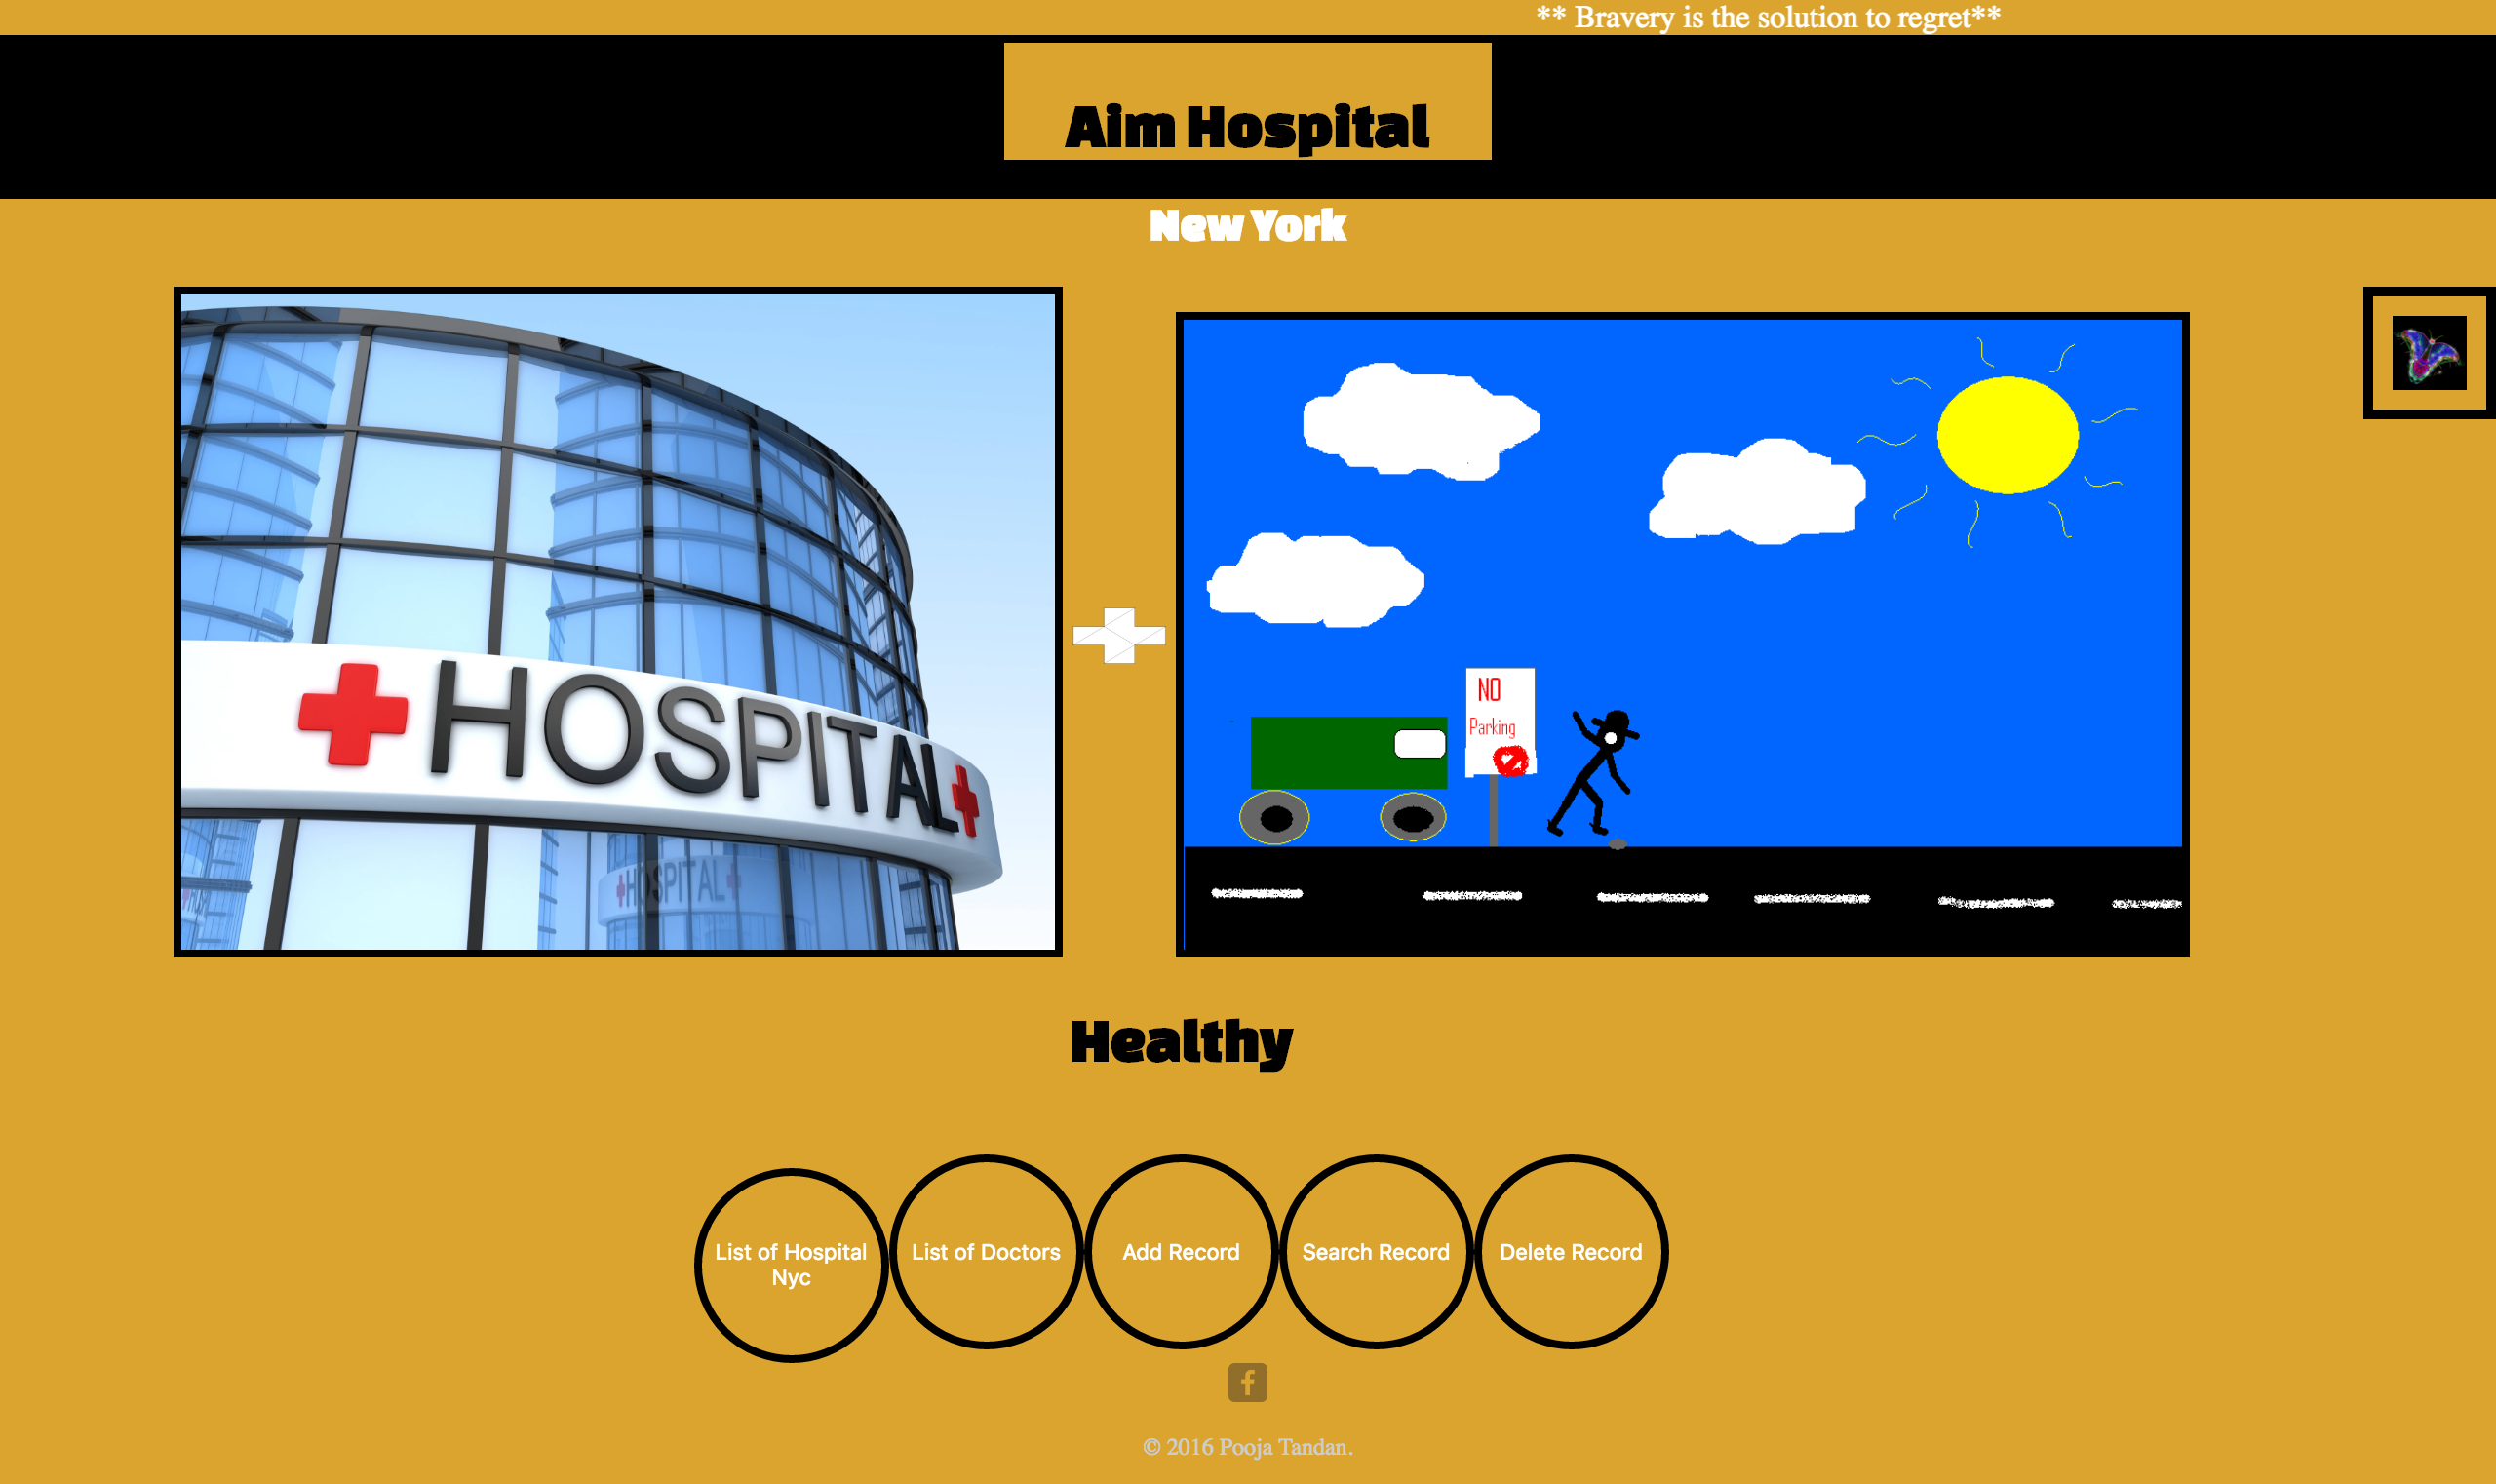 ** Bravery is the solution to regret**
Aim Hospital
New York
HOSPITAL
HOSPITAL
NO
Parking
Healthy
List of Hospital
Nyc
List of Doctors
Add Record
Search Record
Delete Record
f
© 2016 Pooja Tandan.